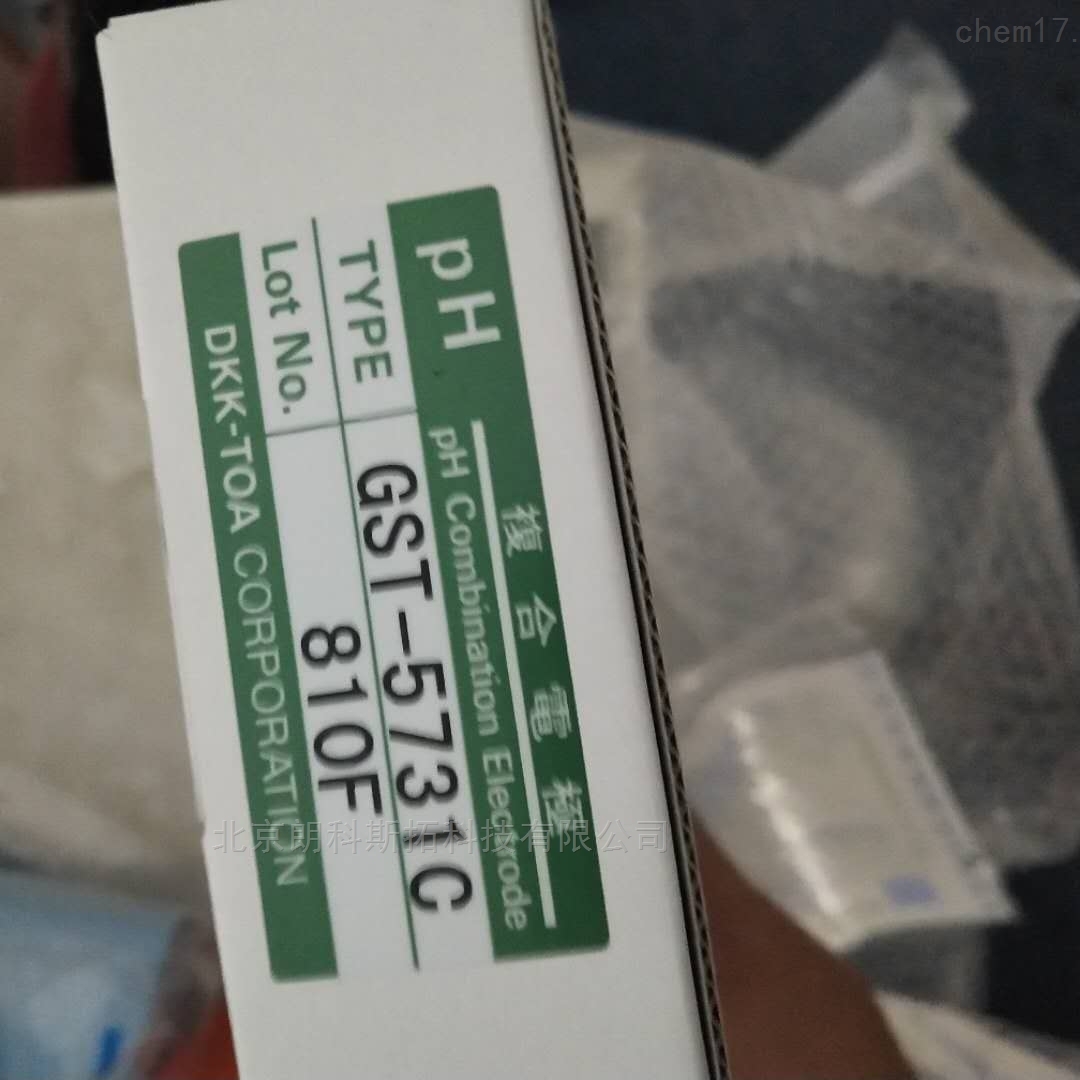 chem17.
pH 複合電極
pH Combination Electrode
TYPE GST-5731C
Lot No. 810F
DKK-TOA CORPORATION
北京朗科斯拓科技有限公司